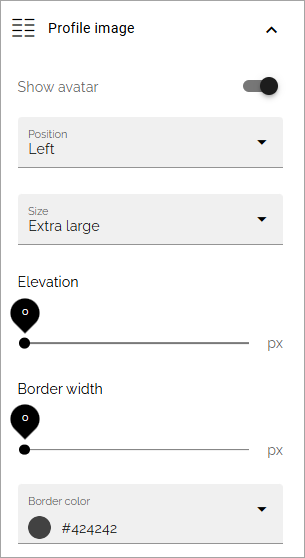 Profile image
Show avatar
Position
Left
Size
Extra large
Elevation
0
px
Border width
0
px
Border color
#424242